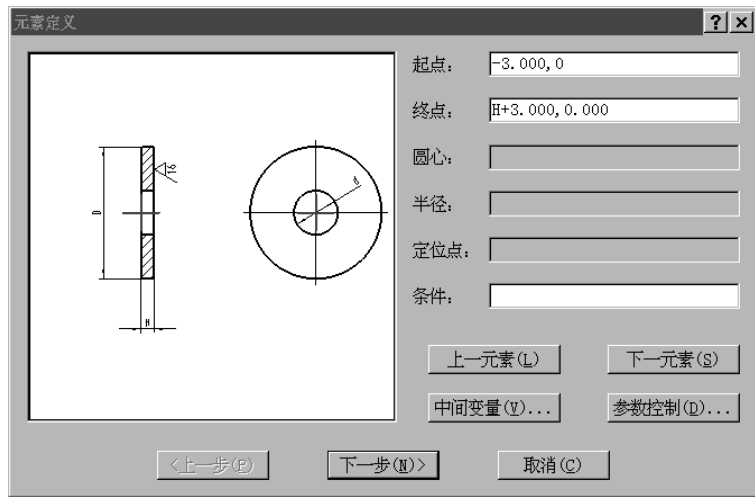 元素定义
起点：
-3.000,0
终点：
H+3.000,0.000
圆心：
半径：
定位点：
条件：
D
16
d
H
上一元素(L)
下一元素(S)
中间变量(V)...
参数控制(D)...
<上一步(P)
下一步(N)>
取消(C)